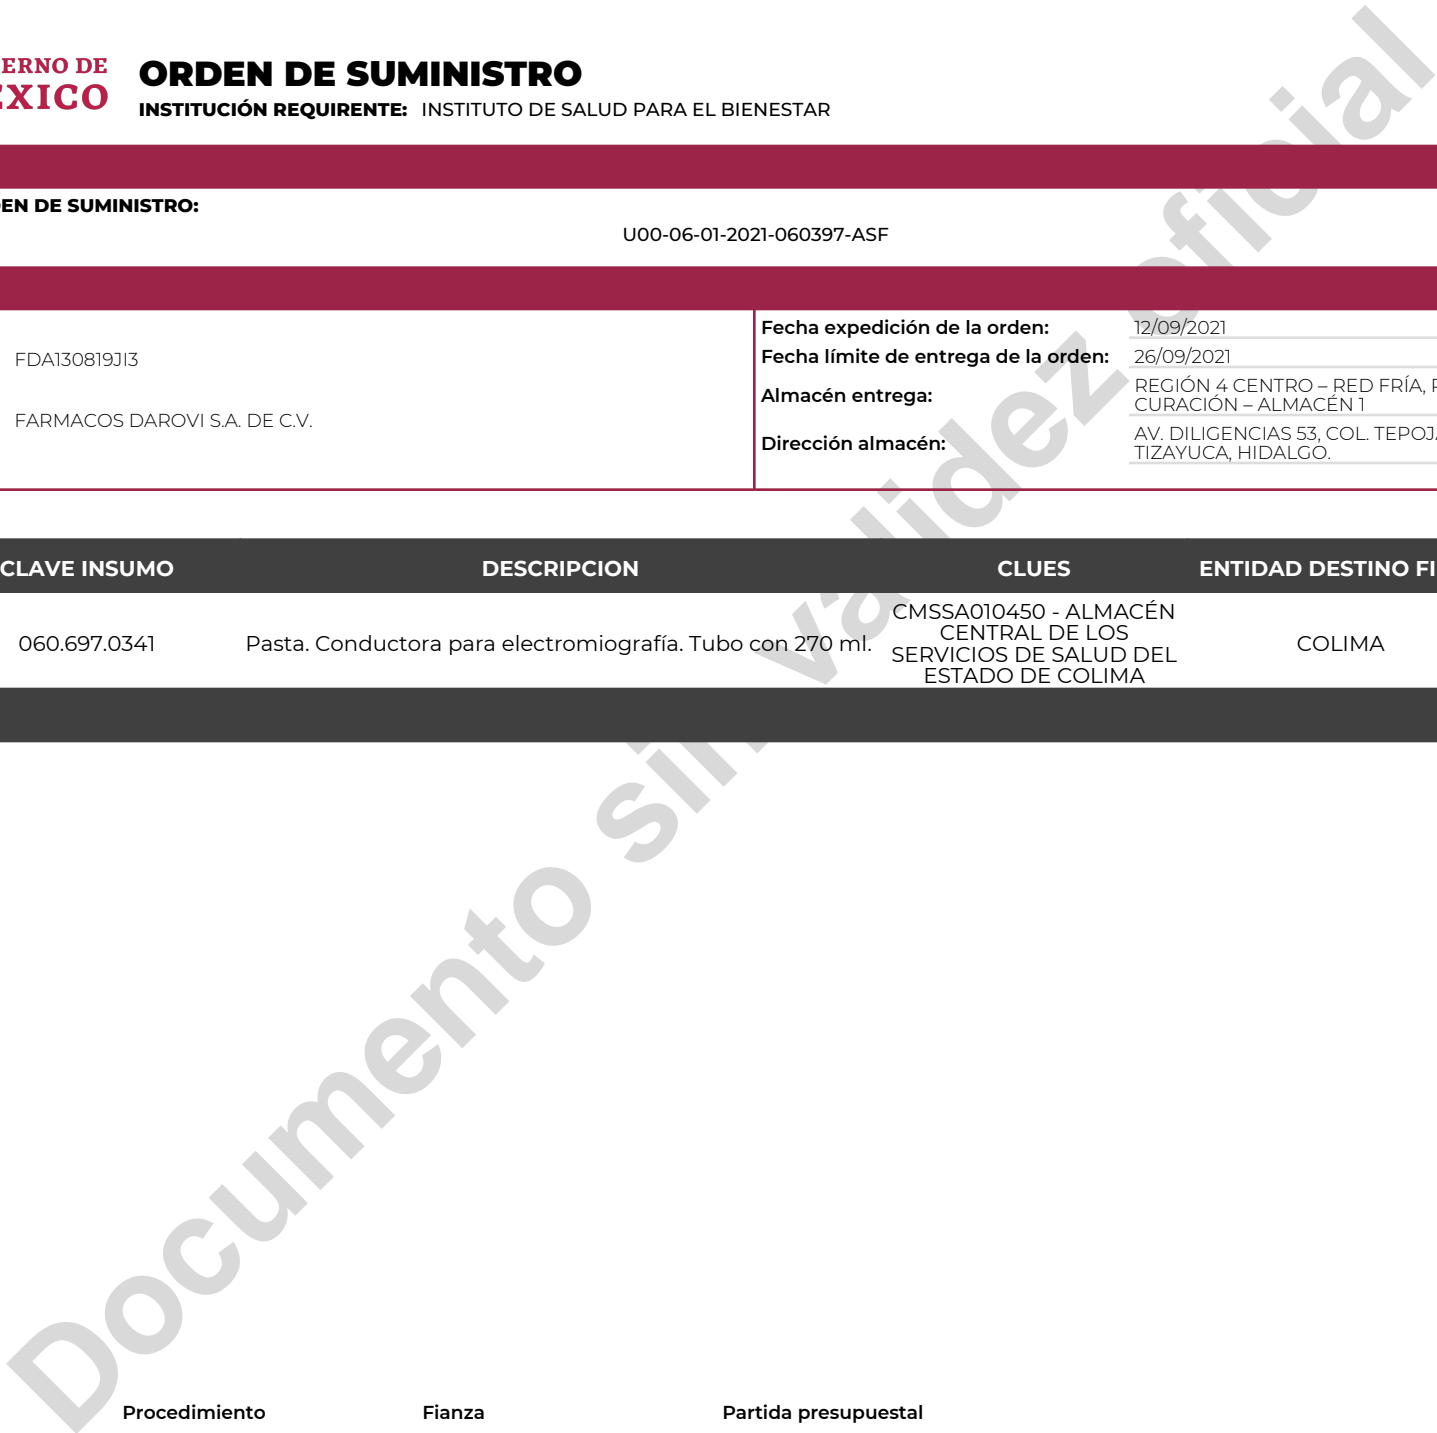 ERNO DE
ÉXICO
ORDEN DE SUMINISTRO
INSTITUCIÓN REQUIRENTE: INSTITUTO DE SALUD PARA EL BIENESTAR
EN DE SUMINISTRO:
U00-06-01-2021-060397-ASF
FDA130819JI3
FARMACOS DAROVI S.A. DE C.V.
Fecha expedición de la orden: 12/09/2021
Fecha límite de entrega de la orden: 26/09/2021
Almacén entrega: REGIÓN 4 CENTRO – RED FRÍA,
CURACIÓN – ALMACÉN 1
Dirección almacén: AV. DILIGENCIAS 53, COL. TEPOJ
TIZAYUCA, HIDALGO.
CLAVE INSUMO DESCRIPCION CLUES ENTIDAD DESTINO FI
060.697.0341 Pasta. Conductora para electromiografía. Tubo con 270 ml.
CMSSA010450 - ALMACÉN
CENTRAL DE LOS
SERVICIOS DE SALUD DEL
ESTADO DE COLIMA
COLIMA
Documento sin validez oficial
Procedimiento Fianza Partida presupuestal